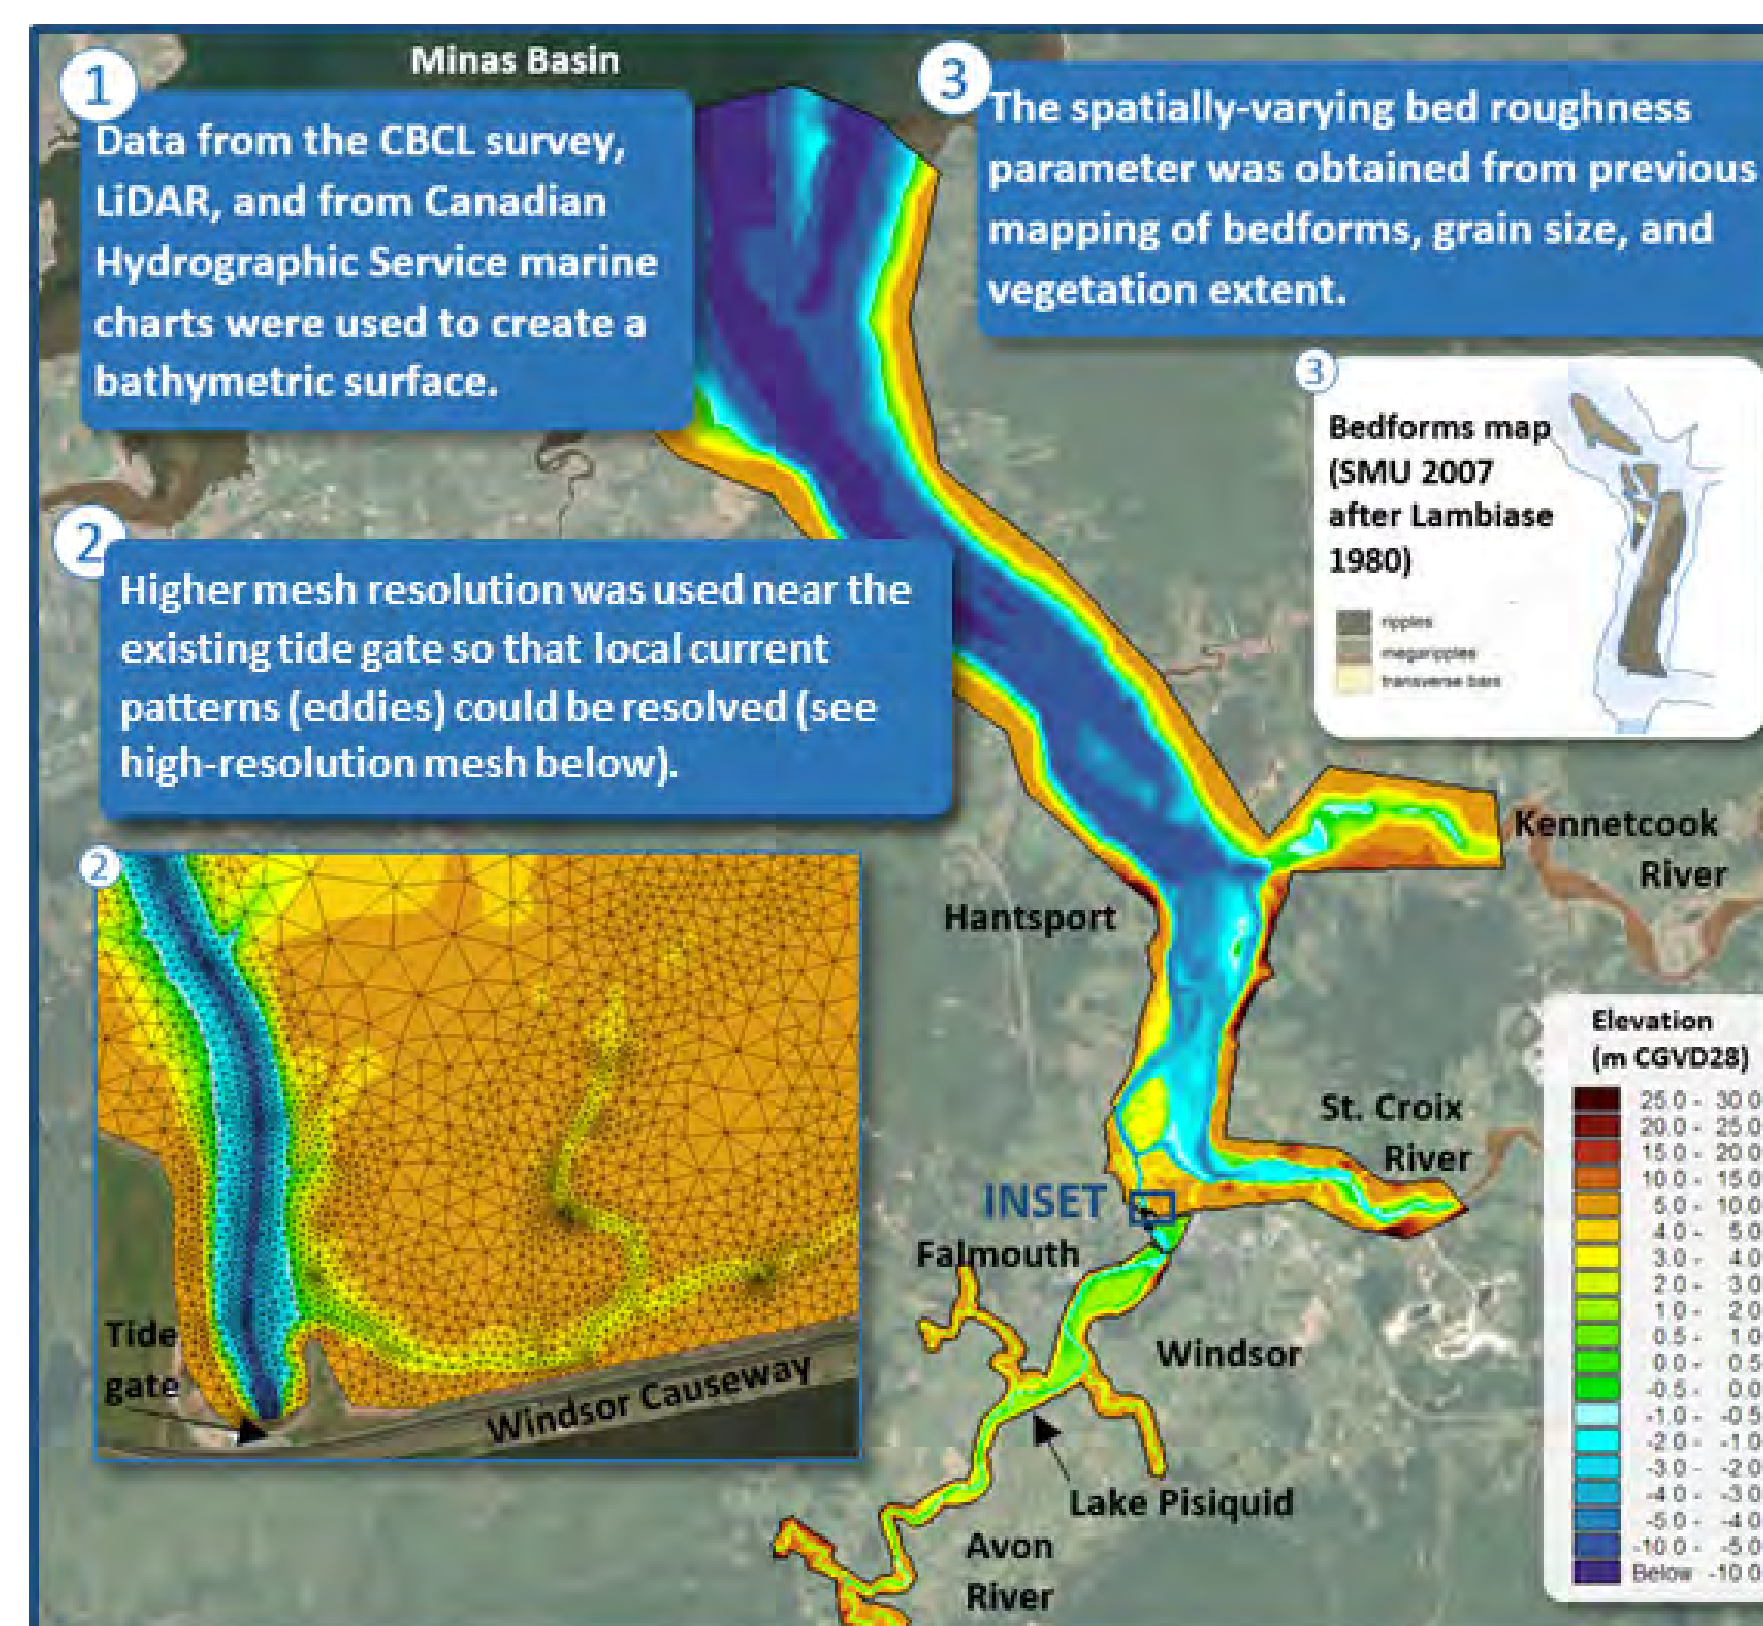 Minas Basin
1
Data from the CBCL survey,
LiDAR, and from Canadian
Hydrographic Service marine
charts were used to create a
bathymetric surface.
3
The spatially-varying bed roughness
parameter was obtained from previous
mapping of bedforms, grain size, and
vegetation extent.
2
Higher mesh resolution was used near the
existing tide gate so that local current
patterns (eddies) could be resolved (see
high-resolution mesh below).
3
Bedforms map
(SMU 2007
after Lambiase
1980)
ripples
megaripples
transverse bars
Kennetcook
River
Hantsport
St. Croix
River
INSET
Falmouth
Windsor
Lake Pisiquid
Avon
River
2
Tide
gate
Windsor Causeway
Elevation
(m CGVD28)
25.0 - 30.0
20.0 - 25.0
15.0 - 20.0
10.0 - 15.0
5.0 - 10.0
4.0 - 5.0
3.0 - 4.0
2.0 - 3.0
1.0 - 2.0
0.5 - 1.0
0.0 - 0.5
-0.5 - 0.0
-1.0 - -0.5
-2.0 - -1.0
-3.0 - -2.0
-4.0 - -3.0
-5.0 - -4.0
-10.0 - -5.0
Below -10.0